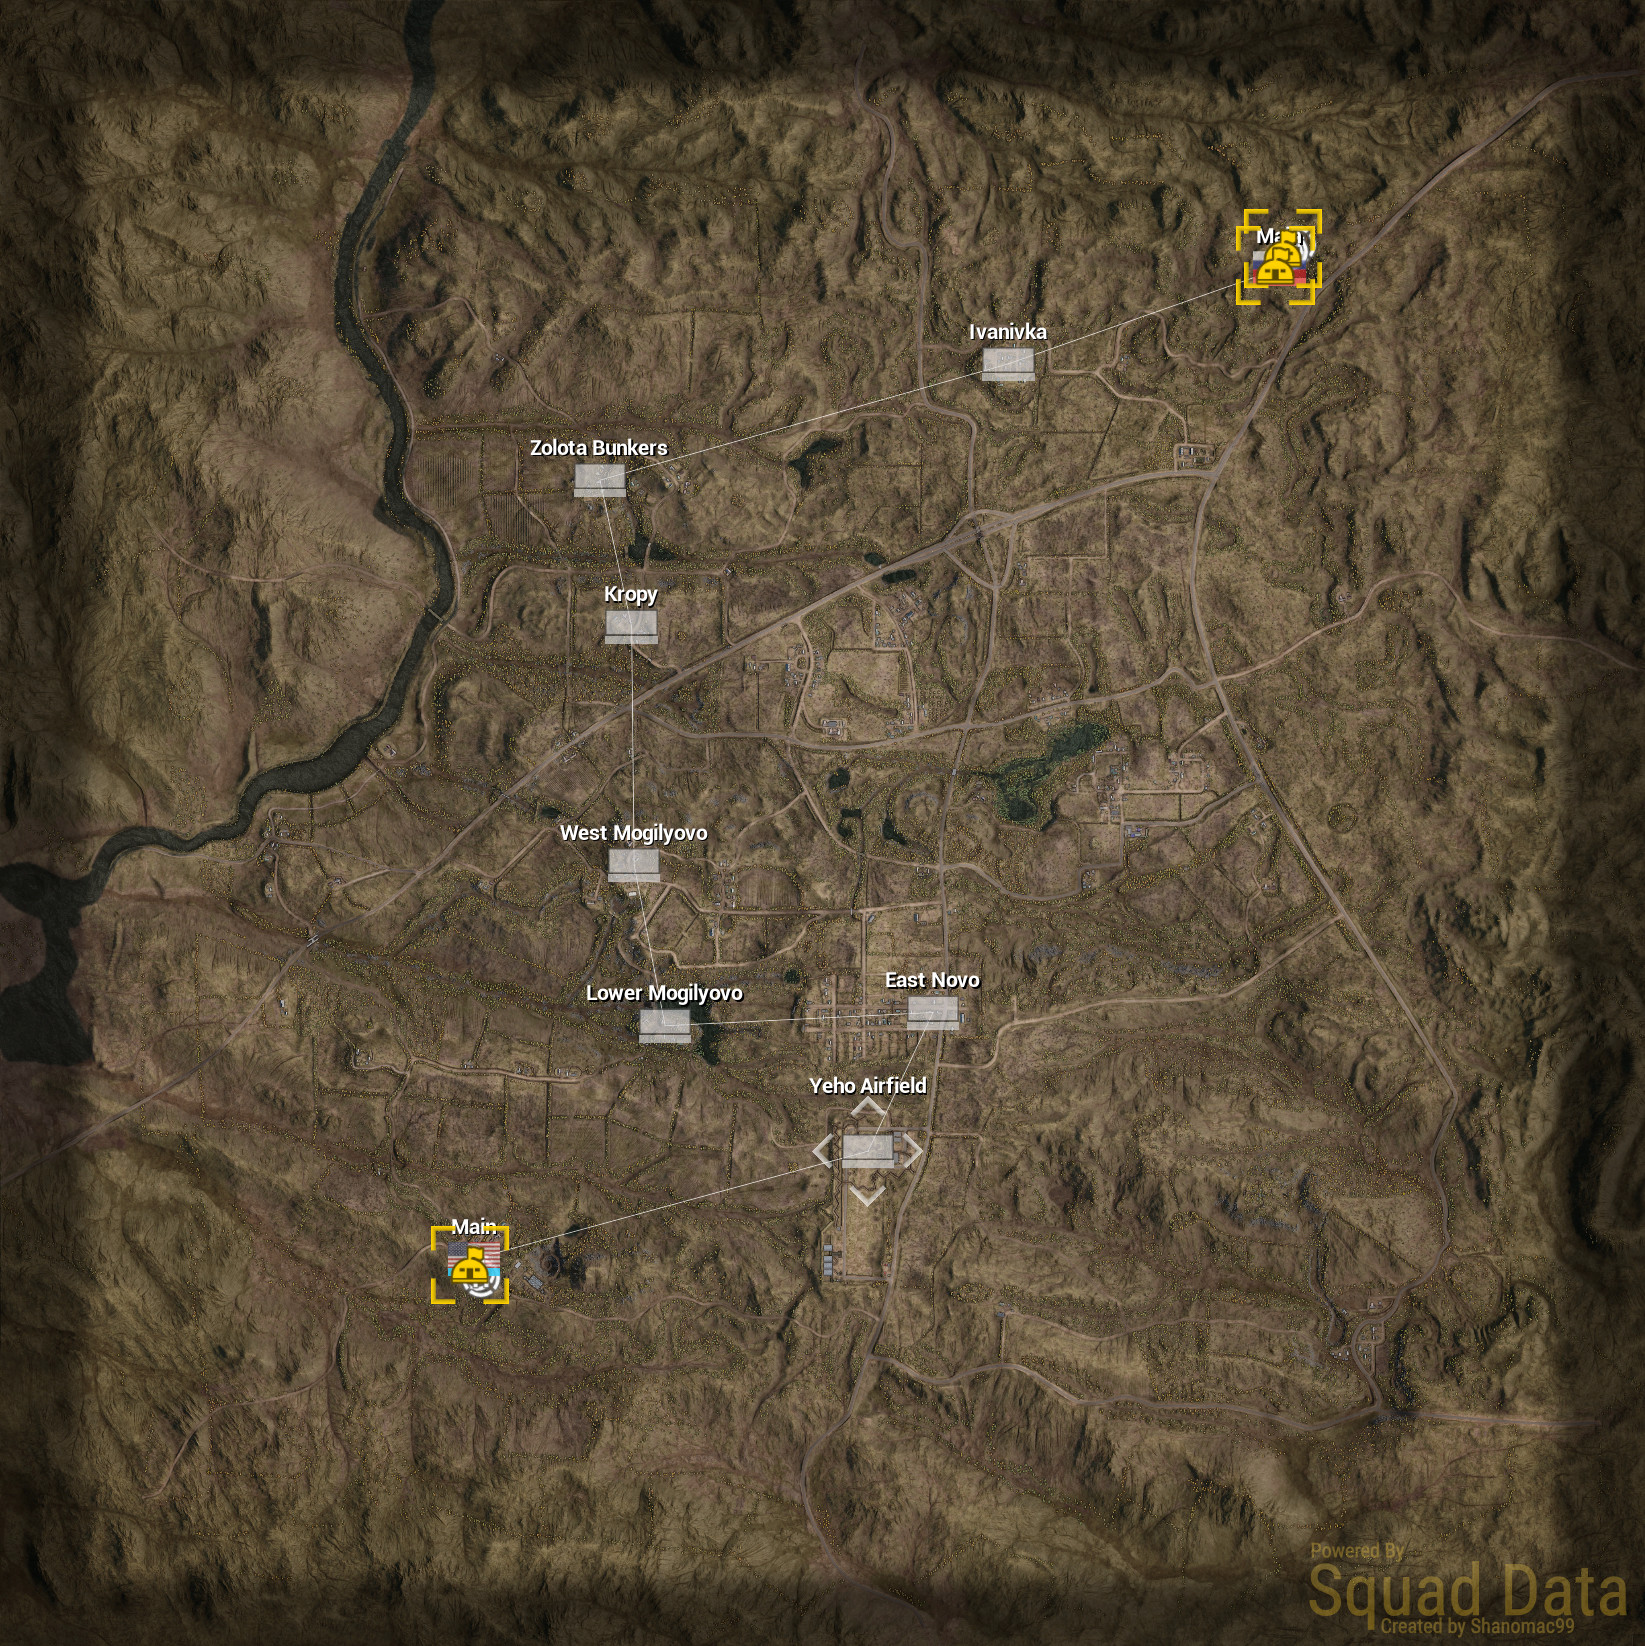 Main
Ivanivka
Zolota Bunkers
Kropy
West Mogilyovo
East Novo
Lower Mogilyovo
Yeho Airfield
Main
Powered By
Squad Data
Created by Shanomac99